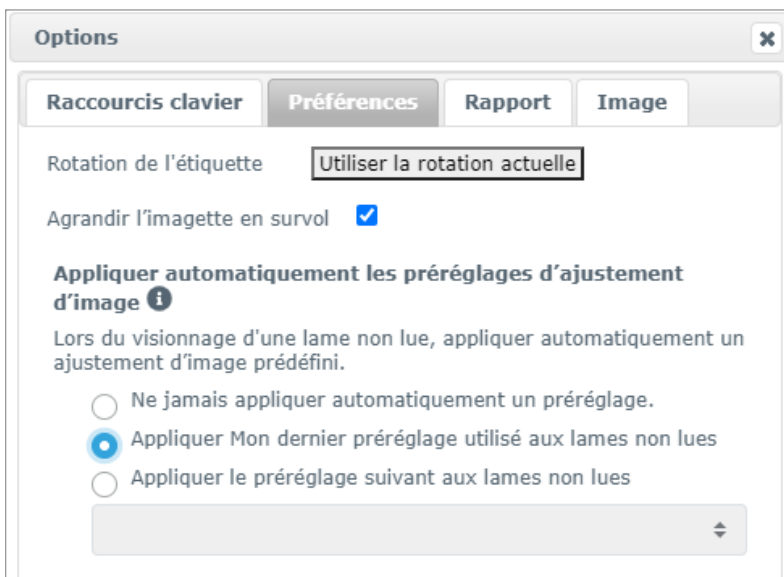 Options
Raccourcis clavier Préférences Rapport Image
Rotation de l'étiquette Utiliser la rotation actuelle
Agrandir l’imagette en survol
Appliquer automatiquement les préréglages d’ajustement
d’image
Lors du visionnage d'une lame non lue, appliquer automatiquement un
ajustement d’image prédéfini.
Ne jamais appliquer automatiquement un préréglage.
Appliquer Mon dernier préréglage utilisé aux lames non lues
Appliquer le préréglage suivant aux lames non lues